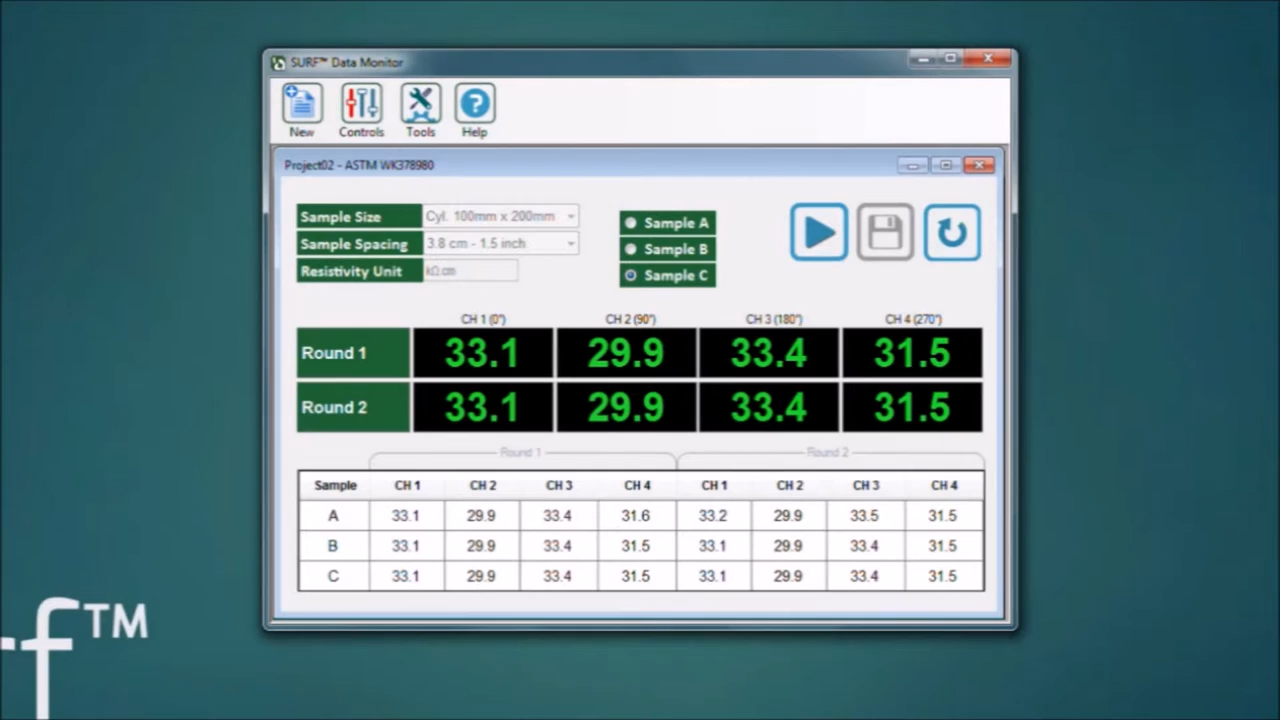 SURF™ Data Monitor
New Controls Tools Help
Project02 - ASTM WK378980
Sample Size Cyl. 100mm x 200mm
Sample Spacing 3.8 cm - 1.5 inch
Resistivity Unit kΩ.cm
Sample A
Sample B
Sample C
CH 1 (0°) CH 2 (90°) CH 3 (180°) CH 4 (270°)
Round 1 33.1 29.9 33.4 31.5
Round 2 33.1 29.9 33.4 31.5
Round 1 Round 2
Sample CH 1 CH 2 CH 3 CH 4 CH 1 CH 2 CH 3 CH 4
A 33.1 29.9 33.4 31.6 33.2 29.9 33.5 31.5
B 33.1 29.9 33.4 31.5 33.1 29.9 33.4 31.5
C 33.1 29.9 33.4 31.5 33.1 29.9 33.4 31.5
rf™